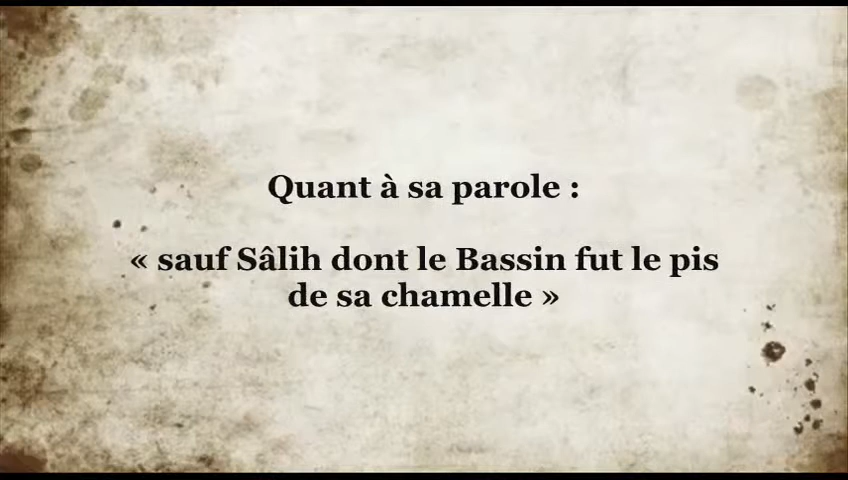 Quant à sa parole :
« sauf Sâlih dont le Bassin fut le pis
de sa chamelle »